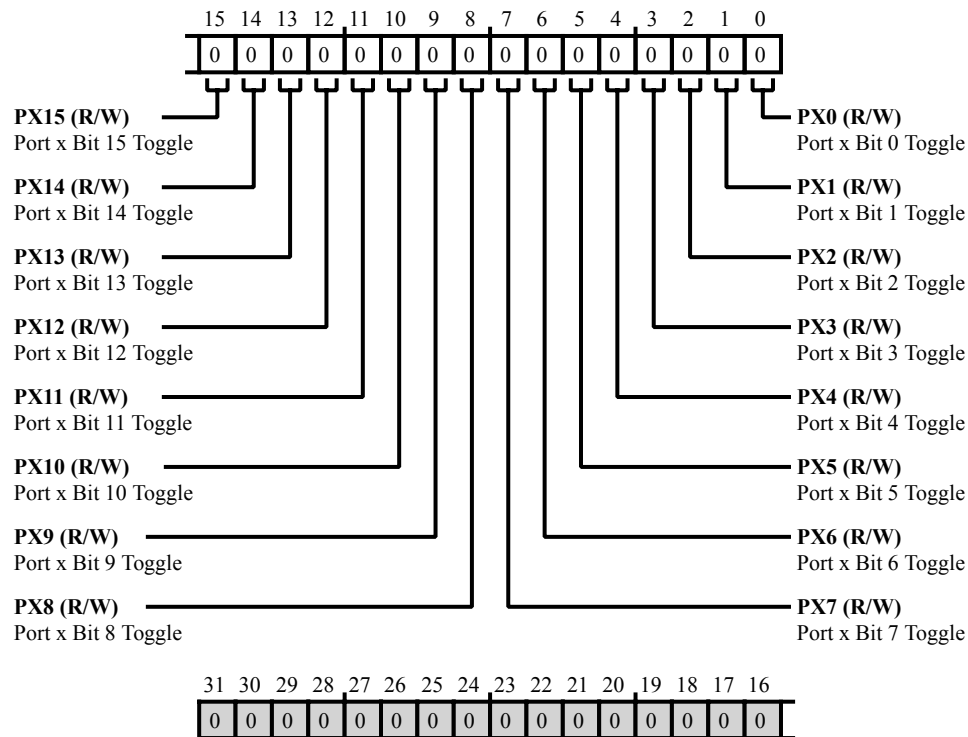 15 14 13 12 11 10 9 8 7 6 5 4 3 2 1 0
0 0 0 0 0 0 0 0 0 0 0 0 0 0 0 0
PX15 (R/W)
Port x Bit 15 Toggle
PX14 (R/W)
Port x Bit 14 Toggle
PX13 (R/W)
Port x Bit 13 Toggle
PX12 (R/W)
Port x Bit 12 Toggle
PX11 (R/W)
Port x Bit 11 Toggle
PX10 (R/W)
Port x Bit 10 Toggle
PX9 (R/W)
Port x Bit 9 Toggle
PX8 (R/W)
Port x Bit 8 Toggle
PX0 (R/W)
Port x Bit 0 Toggle
PX1 (R/W)
Port x Bit 1 Toggle
PX2 (R/W)
Port x Bit 2 Toggle
PX3 (R/W)
Port x Bit 3 Toggle
PX4 (R/W)
Port x Bit 4 Toggle
PX5 (R/W)
Port x Bit 5 Toggle
PX6 (R/W)
Port x Bit 6 Toggle
PX7 (R/W)
Port x Bit 7 Toggle
31 30 29 28 27 26 25 24 23 22 21 20 19 18 17 16
0 0 0 0 0 0 0 0 0 0 0 0 0 0 0 0